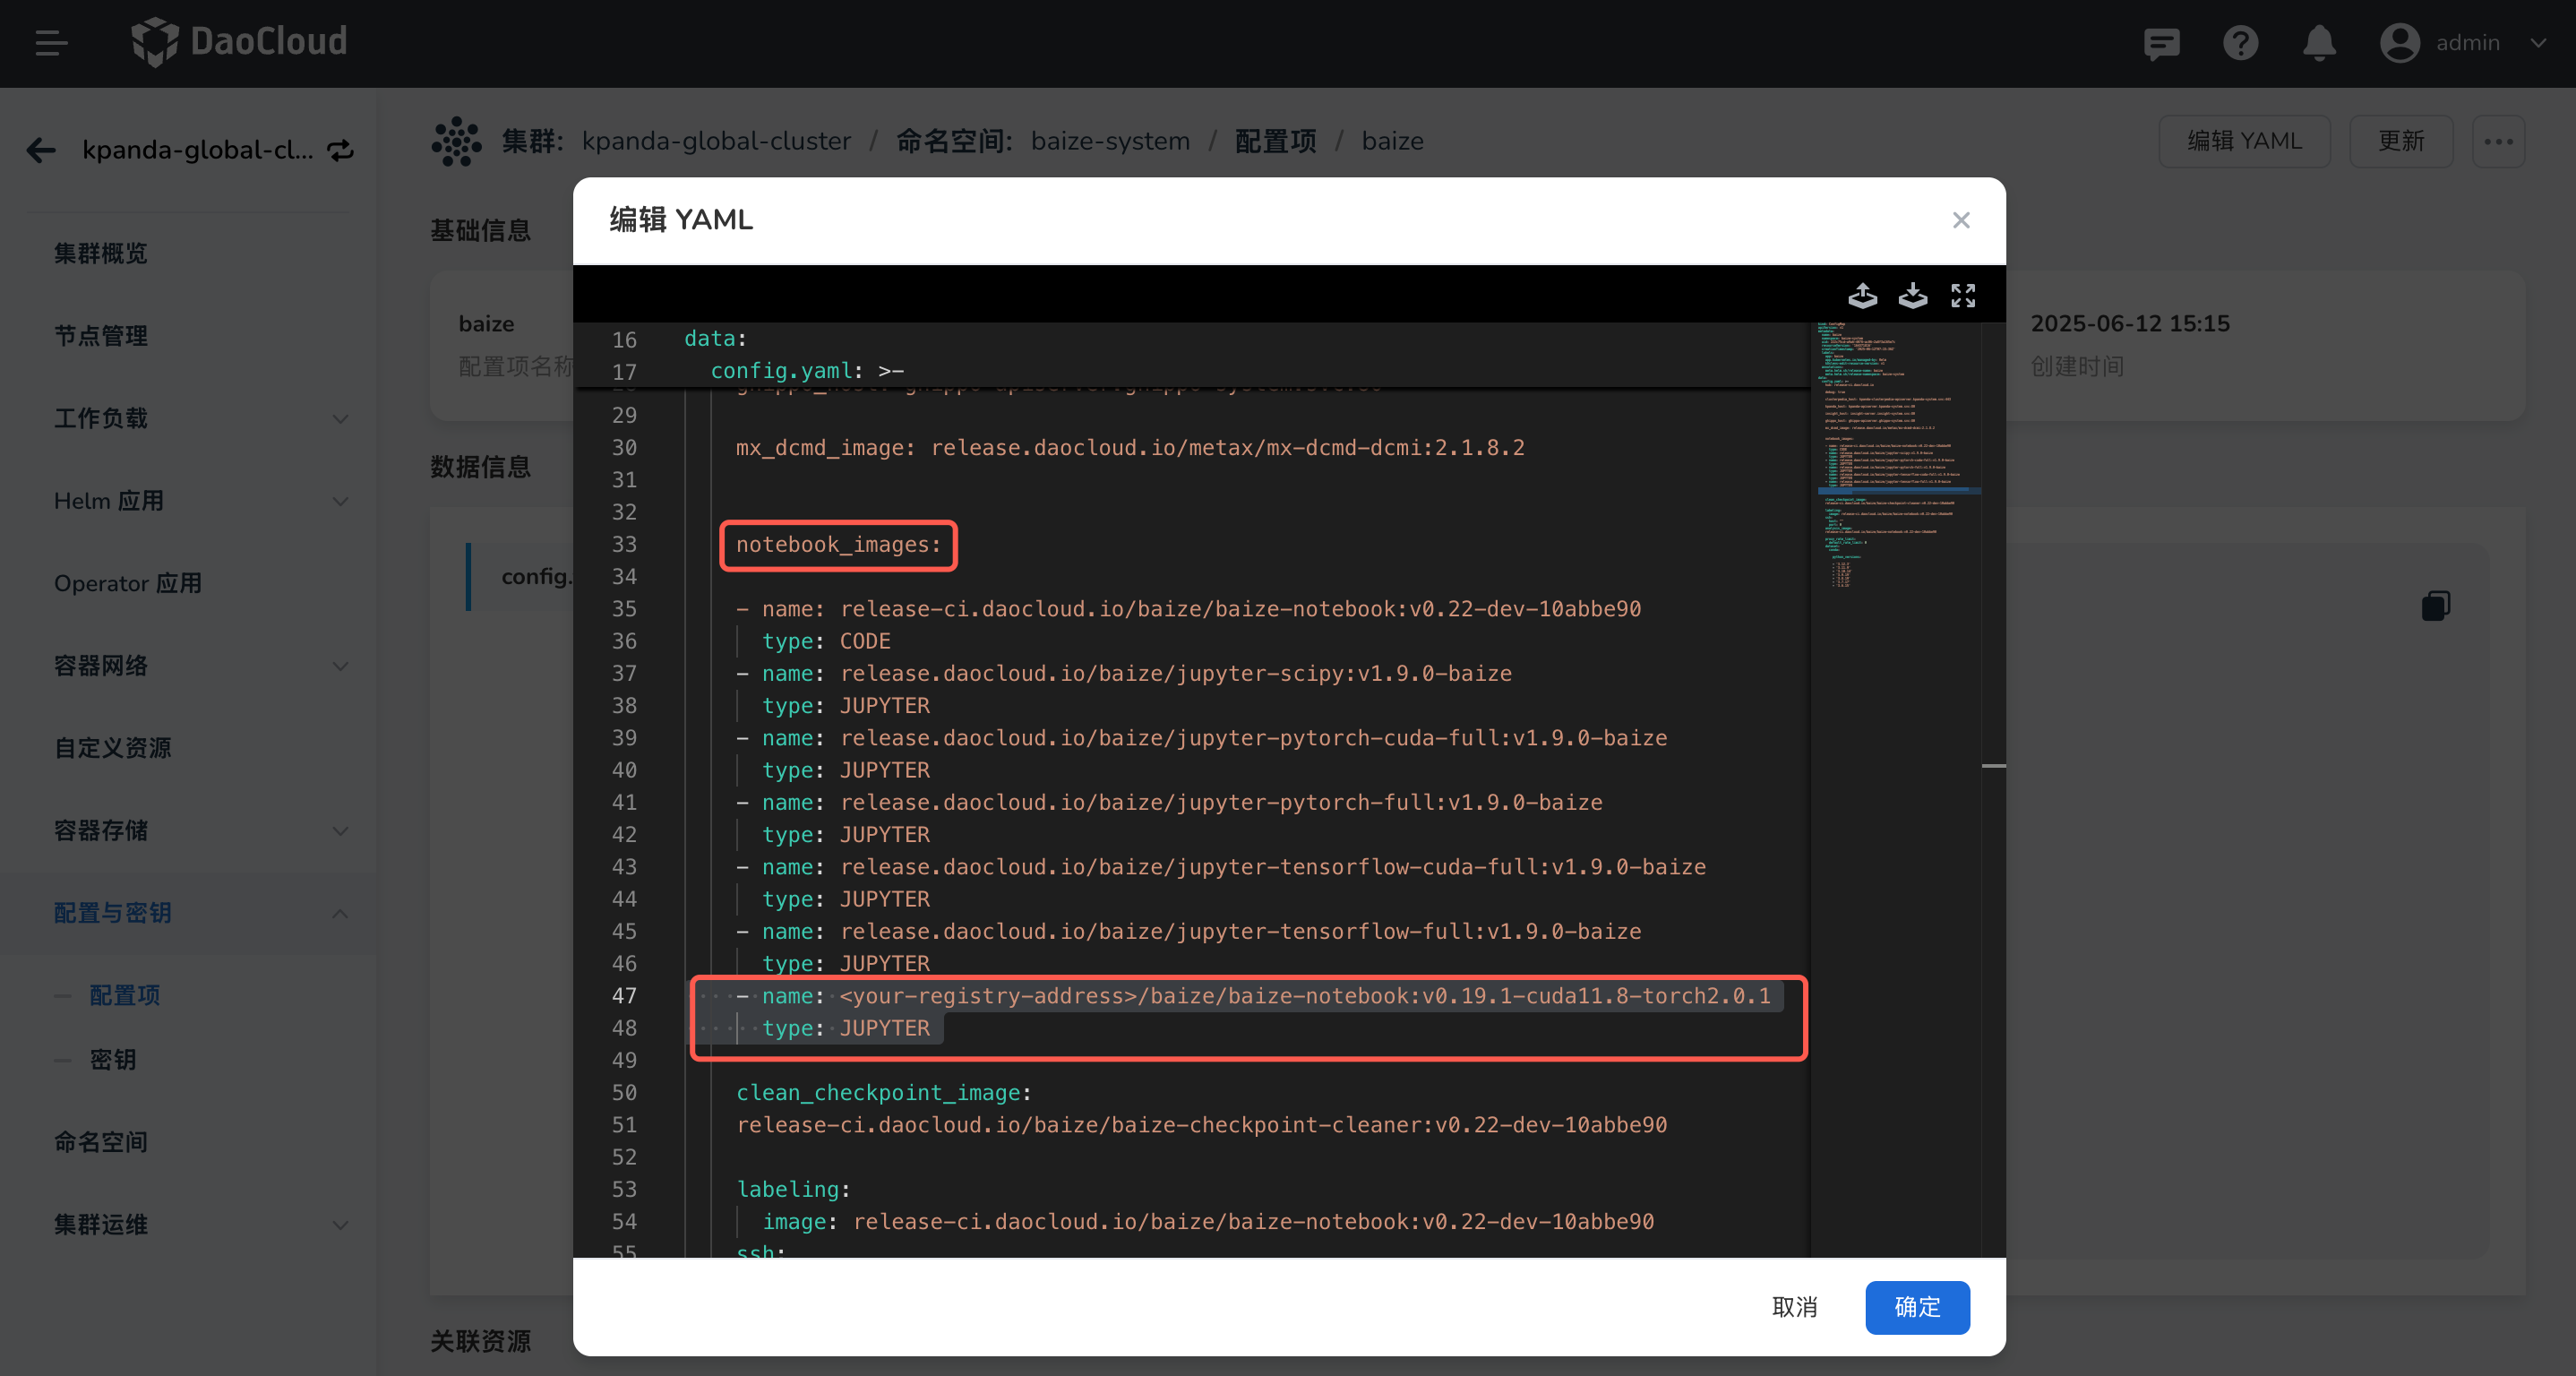 DaoCloud
admin
kpanda-global-cl...
集群: kpanda-global-cluster / 命名空间: baize-system / 配置项 / baize
编辑 YAML
更新
集群概览
节点管理
工作负载
Helm 应用
Operator 应用
容器网络
自定义资源
容器存储
配置与密钥
配置项
密钥
命名空间
集群运维
基础信息
baize
配置项名称
2025-06-12 15:15
创建时间
数据信息
config.
关联资源
编辑 YAML
16 data:
17 config.yaml: >-
29
30 mx_dcmd_image: release.daocloud.io/metax/mx-dcmd-dcmi:2.1.8.2
31
32
33 notebook_images:
34
35 - name: release-ci.daocloud.io/baize/baize-notebook:v0.22-dev-10abbe90
36 type: CODE
37 - name: release.daocloud.io/baize/jupyter-scipy:v1.9.0-baize
38 type: JUPYTER
39 - name: release.daocloud.io/baize/jupyter-pytorch-cuda-full:v1.9.0-baize
40 type: JUPYTER
41 - name: release.daocloud.io/baize/jupyter-pytorch-full:v1.9.0-baize
42 type: JUPYTER
43 - name: release.daocloud.io/baize/jupyter-tensorflow-cuda-full:v1.9.0-baize
44 type: JUPYTER
45 - name: release.daocloud.io/baize/jupyter-tensorflow-full:v1.9.0-baize
46 type: JUPYTER
47 - name: <your-registry-address>/baize/baize-notebook:v0.19.1-cuda11.8-torch2.0.1
48 type: JUPYTER
49
50 clean_checkpoint_image:
51 release-ci.daocloud.io/baize/baize-checkpoint-cleaner:v0.22-dev-10abbe90
52
53 labeling:
54 image: release-ci.daocloud.io/baize/baize-notebook:v0.22-dev-10abbe90
55 ssh:
取消
确定